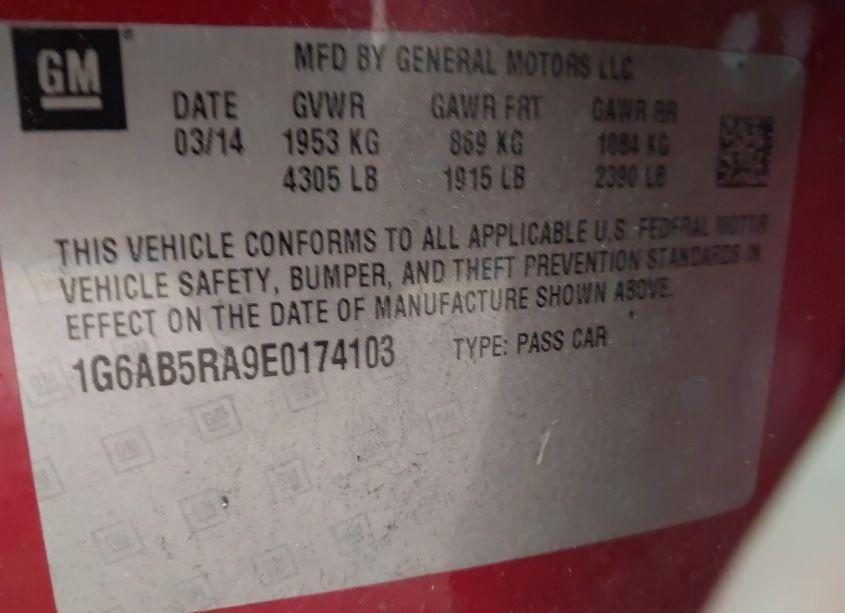 GM
MFD BY GENERAL MOTORS LLC
DATE GVWR GAWR FRT GAWR RR
03/14 1953 KG 869 KG 1084 KG
4305 LB 1915 LB 2390 LB
THIS VEHICLE CONFORMS TO ALL APPLICABLE U.S. FEDERAL MOTOR
VEHICLE SAFETY, BUMPER, AND THEFT PREVENTION STANDARDS IN
EFFECT ON THE DATE OF MANUFACTURE SHOWN ABOVE.
1G6AB5RA9E0174103 TYPE: PASS CAR